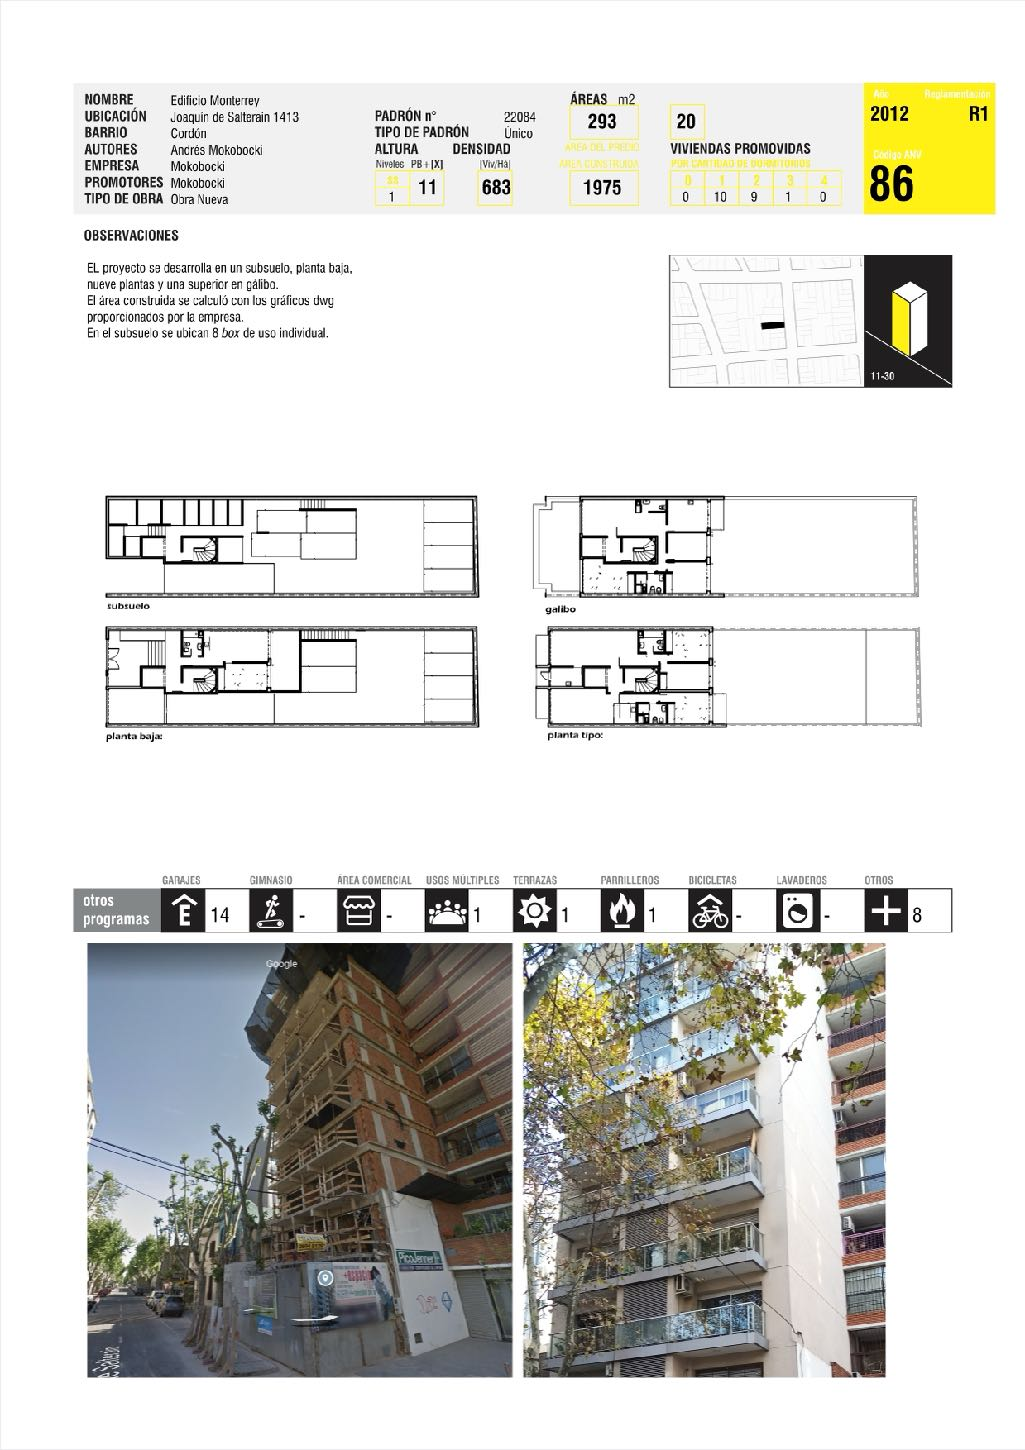 NOMBRE Edificio Monterrey
UBICACIÓN Joaquin de Salterain 1413
BARRIO Cordón
AUTORES Andrés Mokobocki
EMPRESA Mokobocki
PROMOTORES Mokobocki
TIPO DE OBRA Obra Nueva
PADRÓN n° 22084
TIPO DE PADRÓN Único
ALTURA DENSIDAD
Niveles PB+[X] [Viv/Há]
SS
1 11 683
ÁREAS m2
293
AREA DEL PREDIO
AREA CONSTRUIDA
1975
20
VIVIENDAS PROMOVIDAS
POR CANTIDAD DE DORMITORIOS
0 1 2 3 4
0 10 9 1 0
Año Reglamentación
2012 R1
Código ANV
86
OBSERVACIONES
EL proyecto se desarrolla en un subsuelo, planta baja,
nueve plantas y una superior en gálibo.
El área construida se calculó con los gráficos dwg
proporcionados por la empresa.
En el subsuelo se ubican 8 box de uso individual.
11-30
subsuelo
galibo
planta baja:
planta tipo:
otros
programas
GARAJES GIMNASIO ÁREA COMERCIAL USOS MÚLTIPLES TERRAZAS PARRILLEROS BICICLETAS LAVADEROS OTROS
14 - - 1 1 1 - - 8
Google